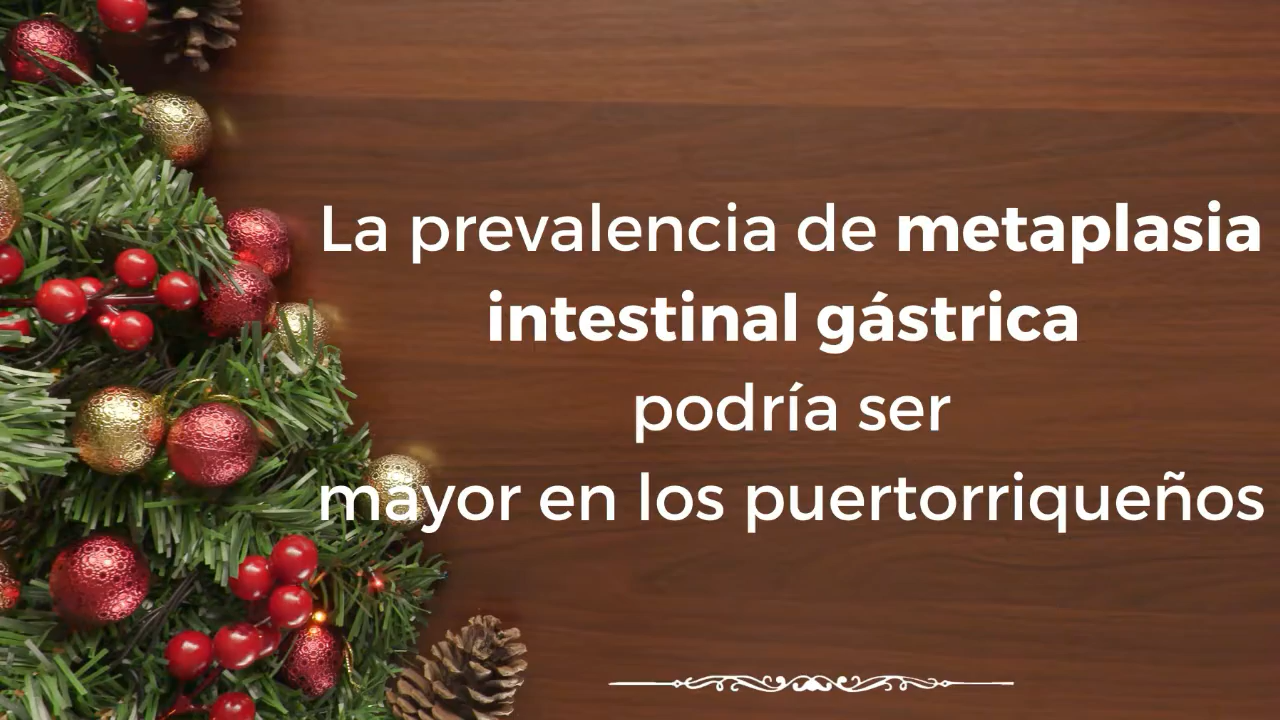 La prevalencia de metaplasia
intestinal gástrica
podría ser
mayor en los puertorriqueños